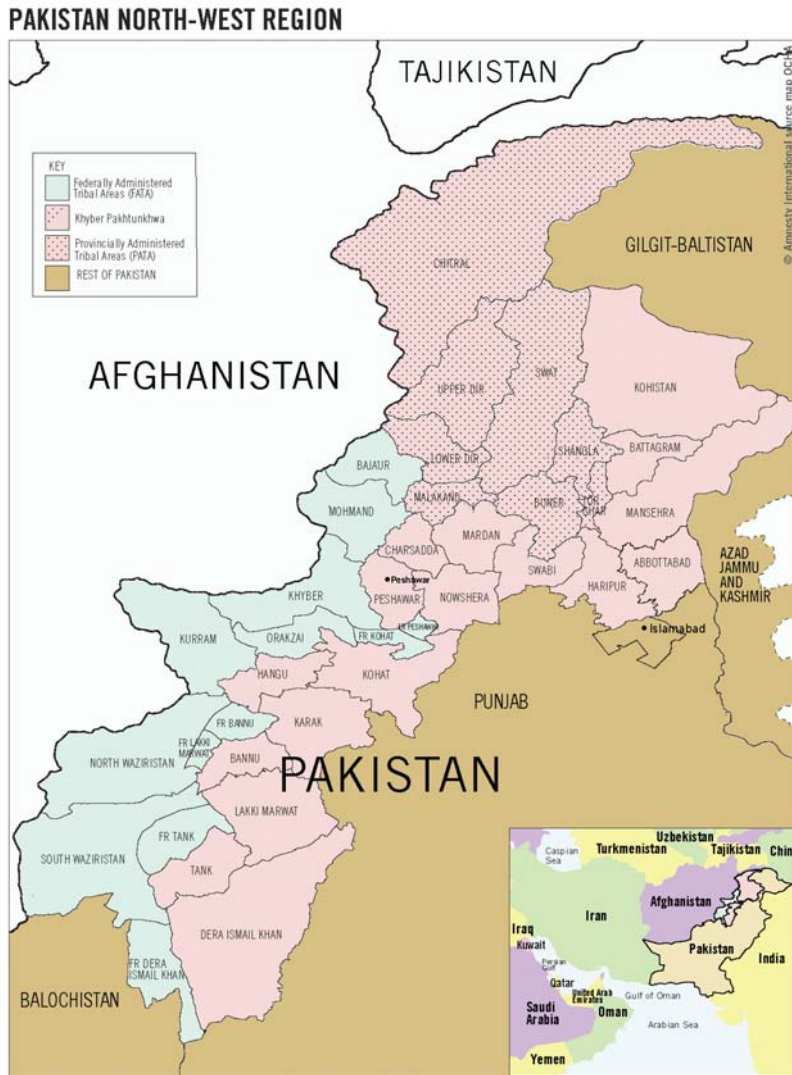 PAKISTAN NORTH-WEST REGION
TAJIKISTAN
© Amnesty International source map OCHA
KEY
Federally Administered
Tribal Areas (FATA)
Khyber Pakhtunkhwa
Provincially Administered
Tribal Areas (PATA)
REST OF PAKISTAN
GILGIT-BALTISTAN
CHITRAL
AFGHANISTAN
UPPER DIR
SWAT
KOHISTAN
LOWER DIR
SHANGLA
BATTAGRAM
BAJAUR
MALAKAND
BUNER
TOR
GHAR
MANSEHRA
MOHMAND
CHARSADDA
MARDAN
SWABI
HARIPUR
ABBOTTABAD
AZAD
JAMMU
AND
KASHMIR
Peshawar
PESHAWAR
NOWSHERA
KHYBER
FR PESHAWAR
Islamabad
KURRAM
ORAKZAI
FR KOHAT
HANGU
KOHAT
PUNJAB
FR BANNU
KARAK
FR LAKKI
MARWAT
NORTH WAZIRISTAN
BANNU
PAKISTAN
LAKKI MARWAT
FR TANK
SOUTH WAZIRISTAN
TANK
DERA ISMAIL KHAN
FR DERA
ISMAIL KHAN
BALOCHISTAN
Caspian
Sea
Uzbekistan
Turkmenistan
Tajikistan
Chin
Afghanistan
Iran
Iraq
Kuwait
Pakistan
India
Persian
Gulf
Qatar
United Arab
Emirates
Gulf of Oman
Saudi
Arabia
Oman
Arabian Sea
Yemen